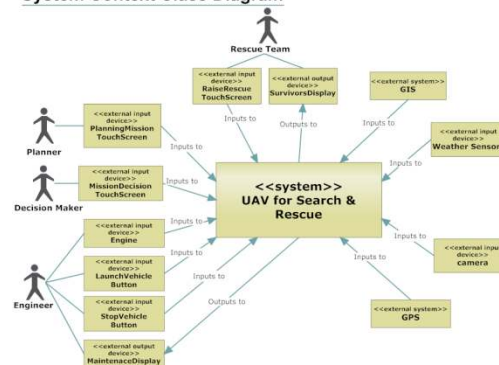 System Context Class Diagram
Rescue Team
<<external input
device>>
RaiseRescue
TouchScreen
<<external output
device>>
SurvivorsDisplay
<<external system>>
GIS
Inputs to
Outputs to
Inputs to
<<external input
device>>
PlanningMission
TouchScreen
Planner
Inputs to
<<external input
device>>
Weather Sensor
Inputs to
<<external input
device>>
MissionDecision
TouchScreen
Decision Maker
Inputs to
<<system>>
UAV for Search &
Rescue
<<external input
device>>
Engine
Inputs to
<<external input
device>>
LaunchVehicle
Button
Inputs to
<<external input
device>>
camera
Inputs to
Engineer
<<external input
device>>
StopVehicle
Button
Inputs to
<<external output
device>>
MaintenaceDisplay
Outputs to
Inputs to
<<external system>>
GPS